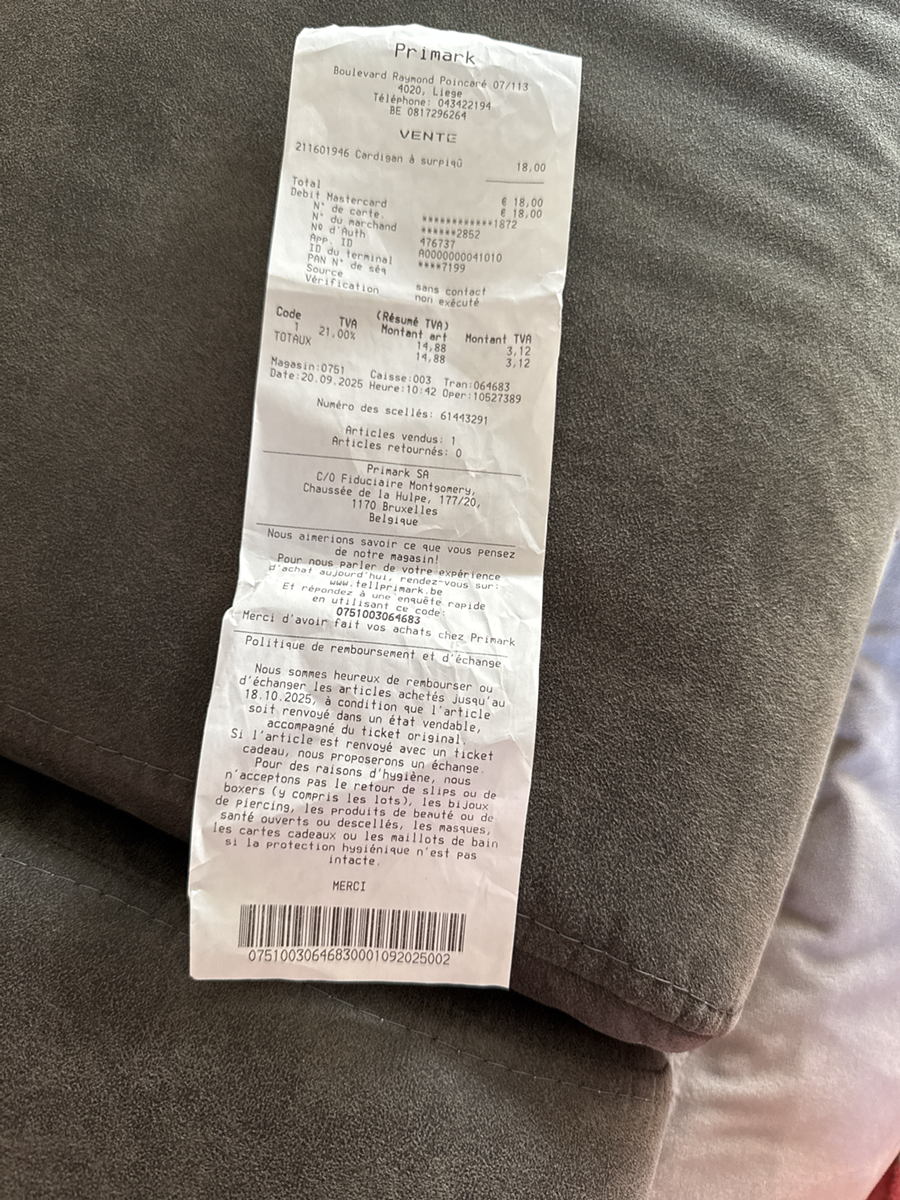 Primark
Boulevard Raymond Poincaré 07/113
4020, Liege
Téléphone: 043422194
BE 0817296264
VENTE
211601946 Cardigan à surpiqû 18,00
Total € 18,00
Debit Mastercard € 18,00
N° de carte. ************1872
N° du marchand ******2852
Nº d'Auth 476737
App. ID A0000000041010
ID du terminal ****7199
PAN N° de séq
Source sans contact
Vérification non exécuté
(Résumé TVA)
Code TVA Montant art Montant TVA
1 21.00% 14,88 3,12
TOTAUX 14,88 3,12
Magasin:0751 Caisse:003 Tran:064683
Date:20.09.2025 Heure:10:42 Oper:10527389
Numéro des scellés: 61443291
Articles vendus: 1
Articles retournés: 0
Primark SA
C/O Fiduciaire Montgomery,
Chaussée de la Hulpe, 177/20,
1170 Bruxelles
Belgique
Nous aimerions savoir ce que vous pensez
de notre magasin!
Pour nous parler de votre expérience
d'achat aujourd'hui, rendez-vous sur:
www.tellprimark.be
Et répondez à une enquête rapide
en utilisant ce code:
0751003064683
Merci d'avoir fait vos achats chez Primark
Politique de remboursement et d'échange
Nous sommes heureux de rembourser ou
d'échanger les articles achetés jusqu'au
18.10.2025, à condition que l'article
soit renvoyé dans un état vendable,
accompagné du ticket original.
Si l'article est renvoyé avec un ticket
cadeau, nous proposerons un échange.
Pour des raisons d'hygiène, nous
n'acceptons pas le retour de slips ou de
boxers (y compris les lots), les bijoux
de piercing, les produits de beauté ou de
santé ouverts ou descellés, les masques,
les cartes cadeaux ou les maillots de bain
si la protection hygiénique n'est pas
intacte.
MERCI
07510030646830001092025002